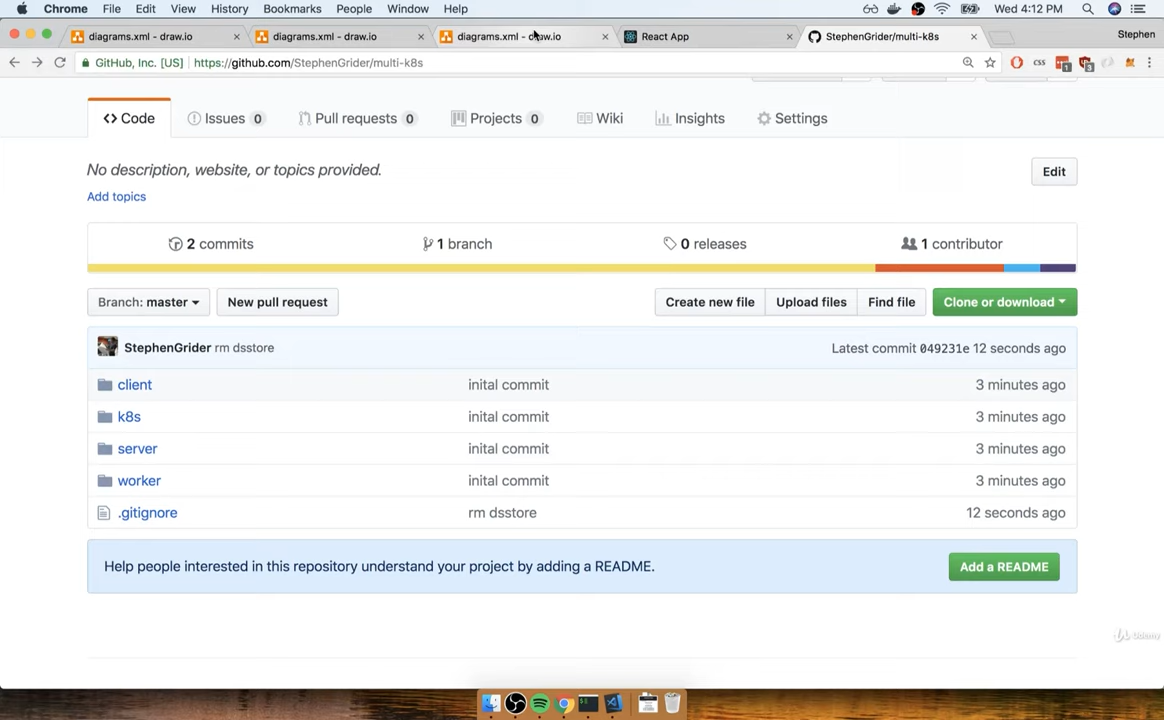 Chrome File Edit View History Bookmarks People Window Help Wed 4:12 PM
diagrams.xml - draw.io diagrams.xml - draw.io diagrams.xml - draw.io React App StephenGrider/multi-k8s Stephen
GitHub, Inc. [US] https://github.com/StephenGrider/multi-k8s CSS 1 3
Code Issues 0 Pull requests 0 Projects 0 Wiki Insights Settings
No description, website, or topics provided. Edit
Add topics
2 commits 1 branch 0 releases 1 contributor
Branch: master New pull request Create new file Upload files Find file Clone or download
StephenGrider rm dsstore Latest commit 049231e 12 seconds ago
client inital commit 3 minutes ago
k8s inital commit 3 minutes ago
server inital commit 3 minutes ago
worker inital commit 3 minutes ago
.gitignore rm dsstore 12 seconds ago
Help people interested in this repository understand your project by adding a README. Add a README
Udemy